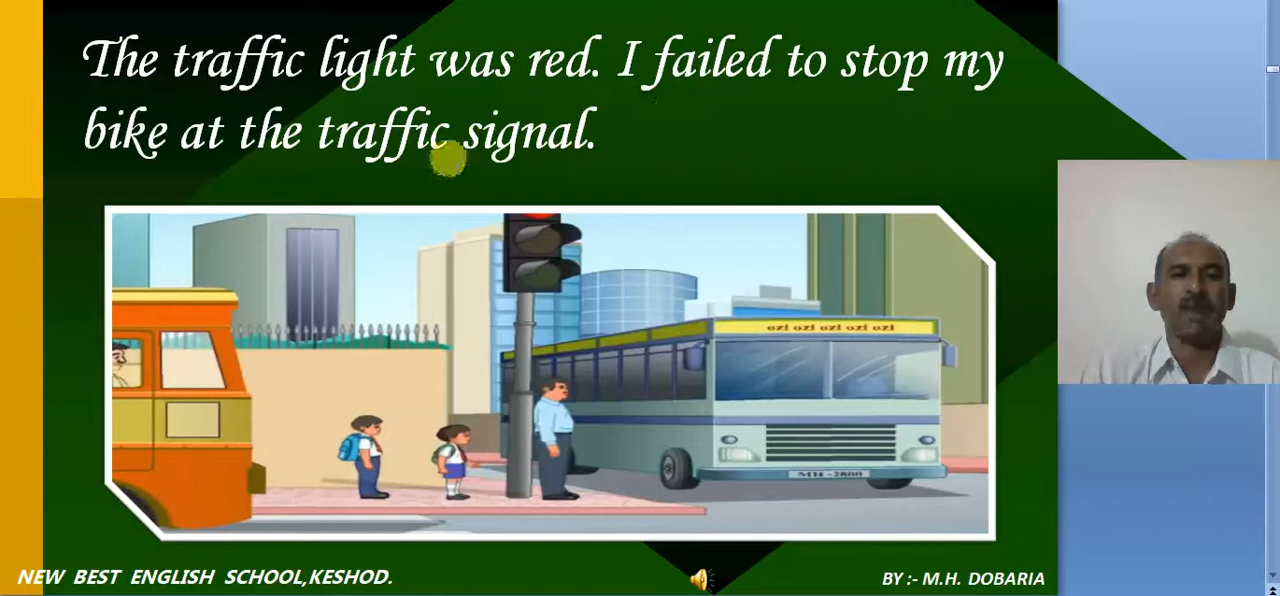 The traffic light was red. I failed to stop my
bike at the traffic signal.
ozi ozi ozi ozi ozi
MH -2800
NEW BEST ENGLISH SCHOOL,KESHOD.
BY :- M.H. DOBARIA